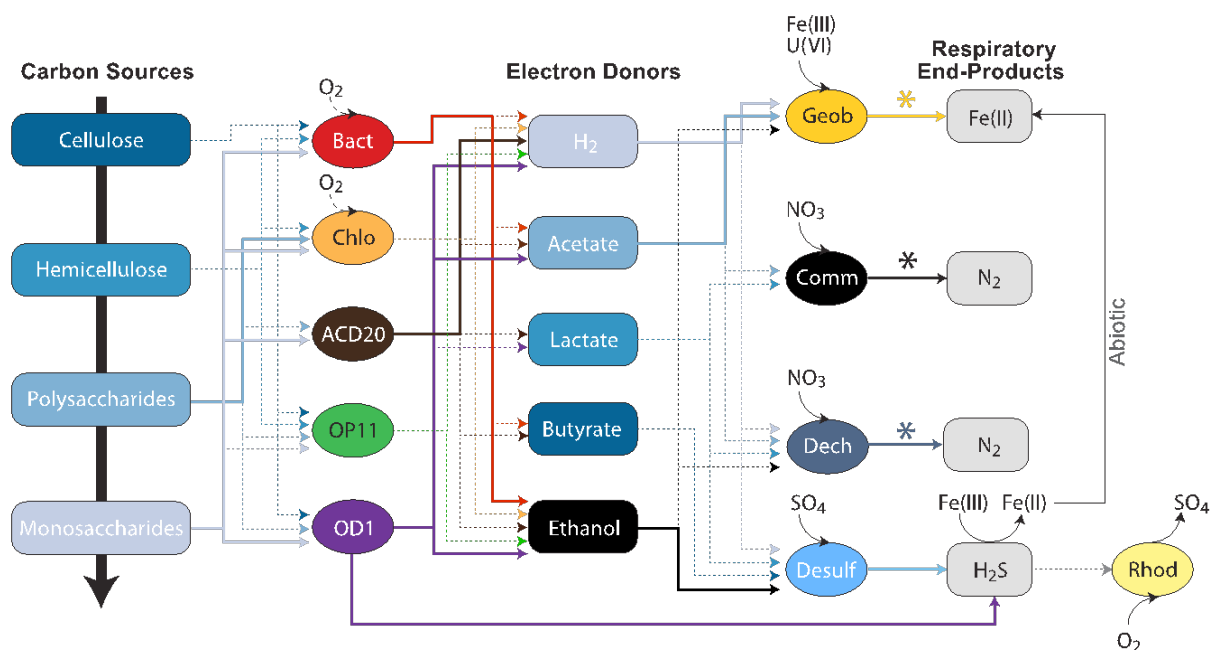 Carbon Sources
Electron Donors
Respiratory
End-Products
Fe(III)
U(VI)
O₂
Cellulose
Bact
H₂
Geob
*
Fe(II)
O₂
NO₃
Hemicellulose
Chlo
Acetate
Comm
*
N₂
ACD20
Lactate
Abiotic
NO₃
Polysaccharides
OP11
Butyrate
Dech
*
N₂
SO₄
Fe(III)
Fe(II)
SO₄
Monosaccharides
OD1
Ethanol
Desulf
H₂S
Rhod
O₂